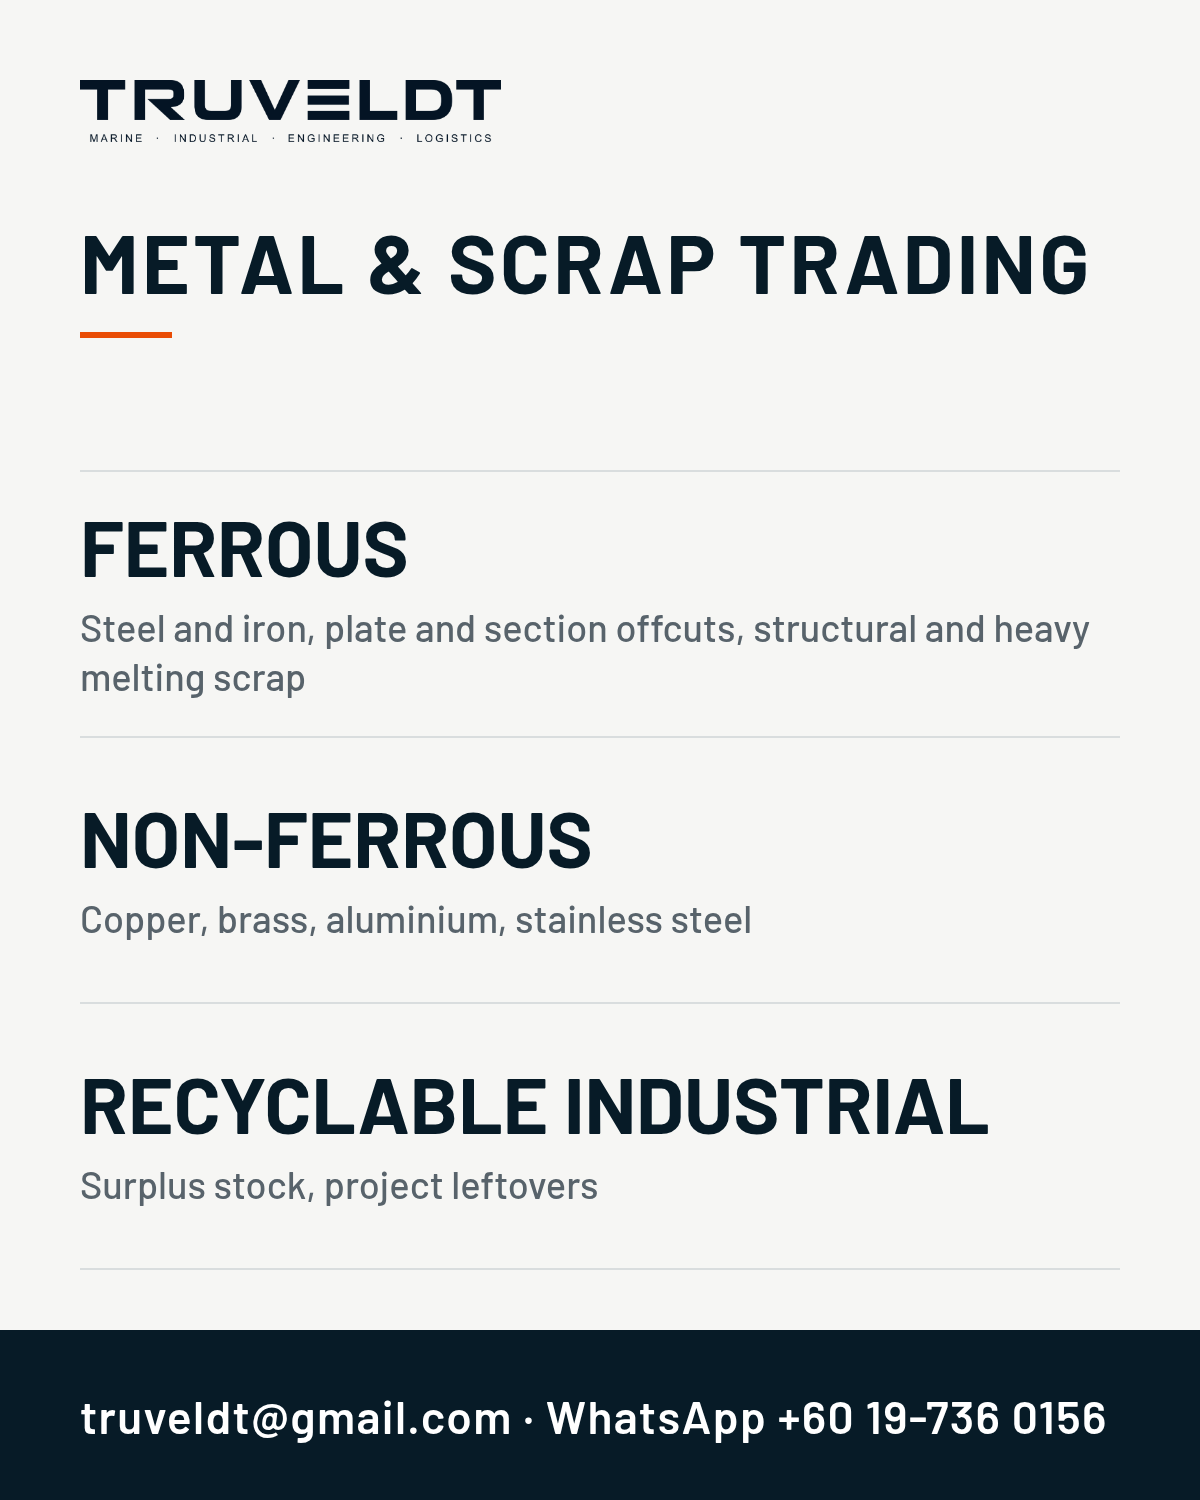 TRUVELDT
MARINE · INDUSTRIAL · ENGINEERING · LOGISTICS
METAL & SCRAP TRADING
FERROUS
Steel and iron, plate and section offcuts, structural and heavy
melting scrap
NON-FERROUS
Copper, brass, aluminium, stainless steel
RECYCLABLE INDUSTRIAL
Surplus stock, project leftovers
truveldt@gmail.com · WhatsApp +60 19-736 0156